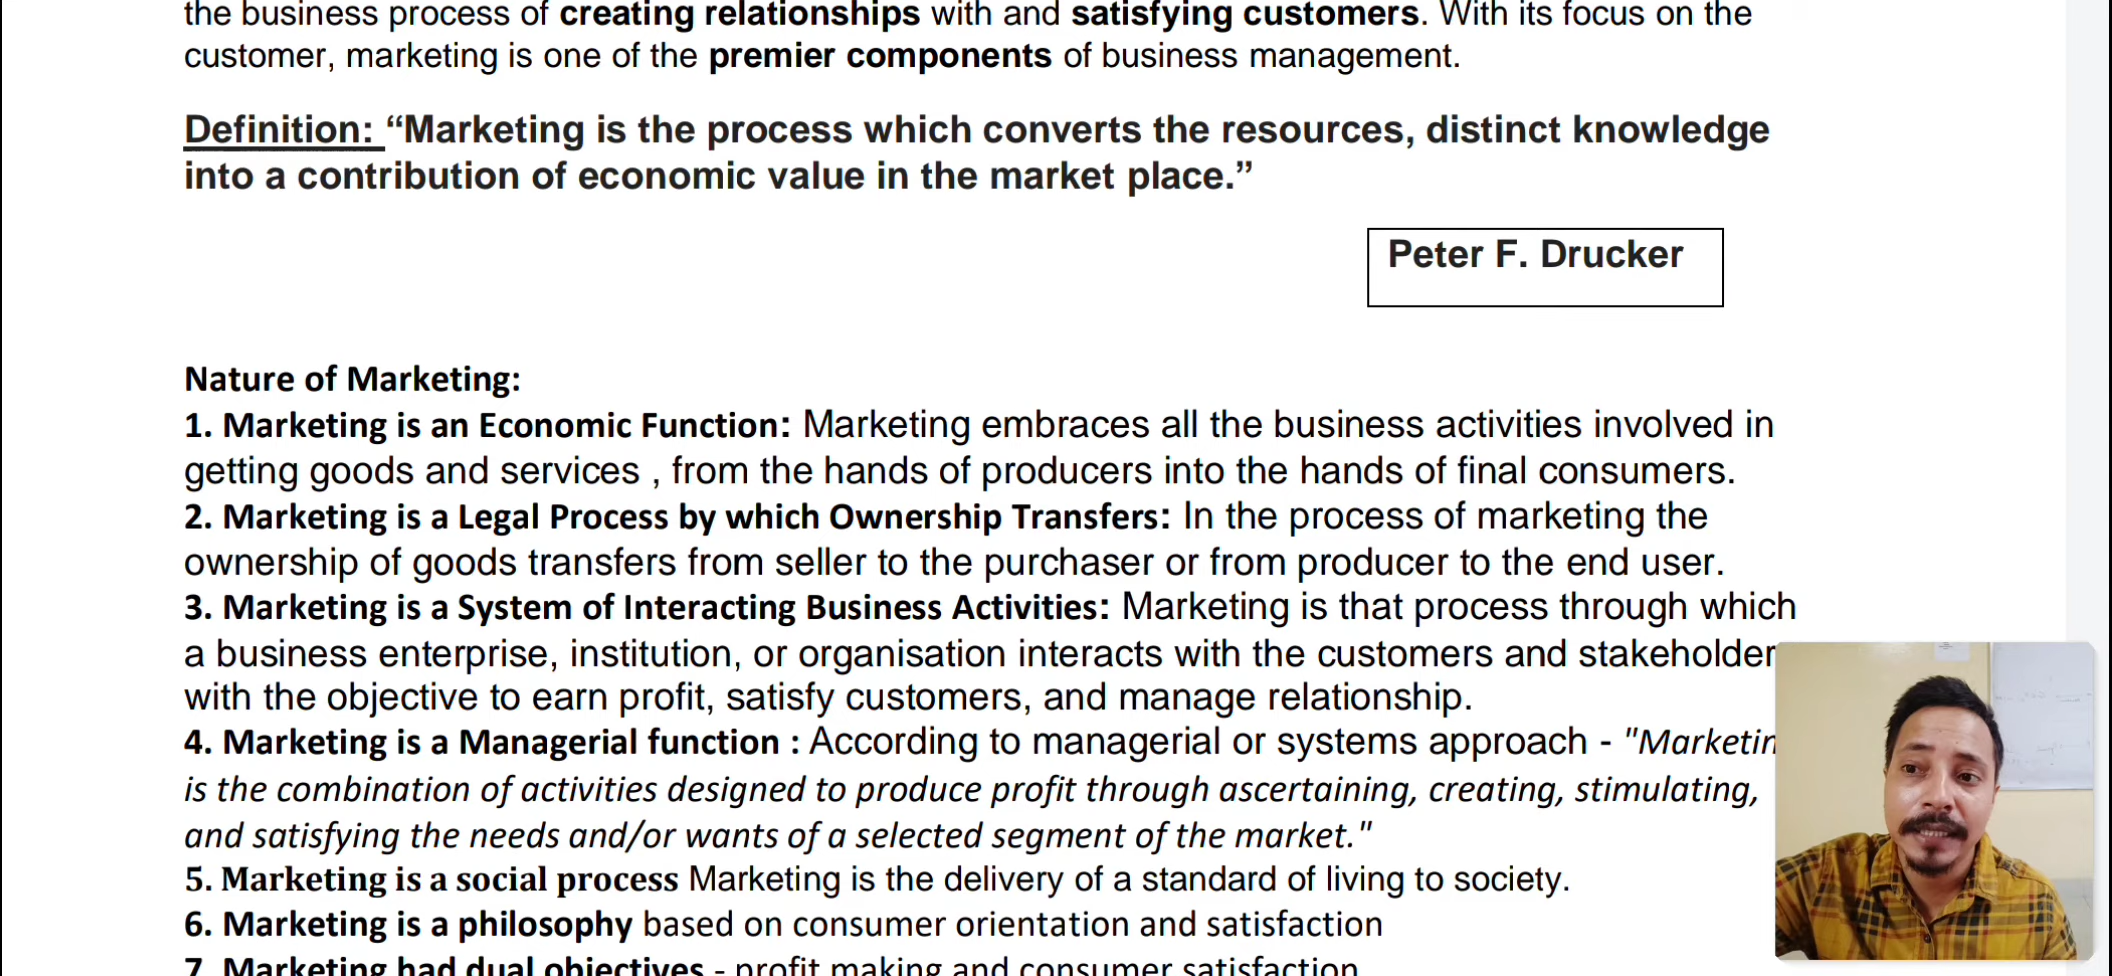 the business process of creating relationships with and satisfying customers. With its focus on the
customer, marketing is one of the premier components of business management.
Definition: “Marketing is the process which converts the resources, distinct knowledge
into a contribution of economic value in the market place.”
Peter F. Drucker
Nature of Marketing:
1. Marketing is an Economic Function: Marketing embraces all the business activities involved in
getting goods and services , from the hands of producers into the hands of final consumers.
2. Marketing is a Legal Process by which Ownership Transfers: In the process of marketing the
ownership of goods transfers from seller to the purchaser or from producer to the end user.
3. Marketing is a System of Interacting Business Activities: Marketing is that process through which
a business enterprise, institution, or organisation interacts with the customers and stakeholder
with the objective to earn profit, satisfy customers, and manage relationship.
4. Marketing is a Managerial function : According to managerial or systems approach - "Marketin
is the combination of activities designed to produce profit through ascertaining, creating, stimulating,
and satisfying the needs and/or wants of a selected segment of the market."
5. Marketing is a social process Marketing is the delivery of a standard of living to society.
6. Marketing is a philosophy based on consumer orientation and satisfaction
7. Marketing had dual objectives - profit making and consumer satisfaction